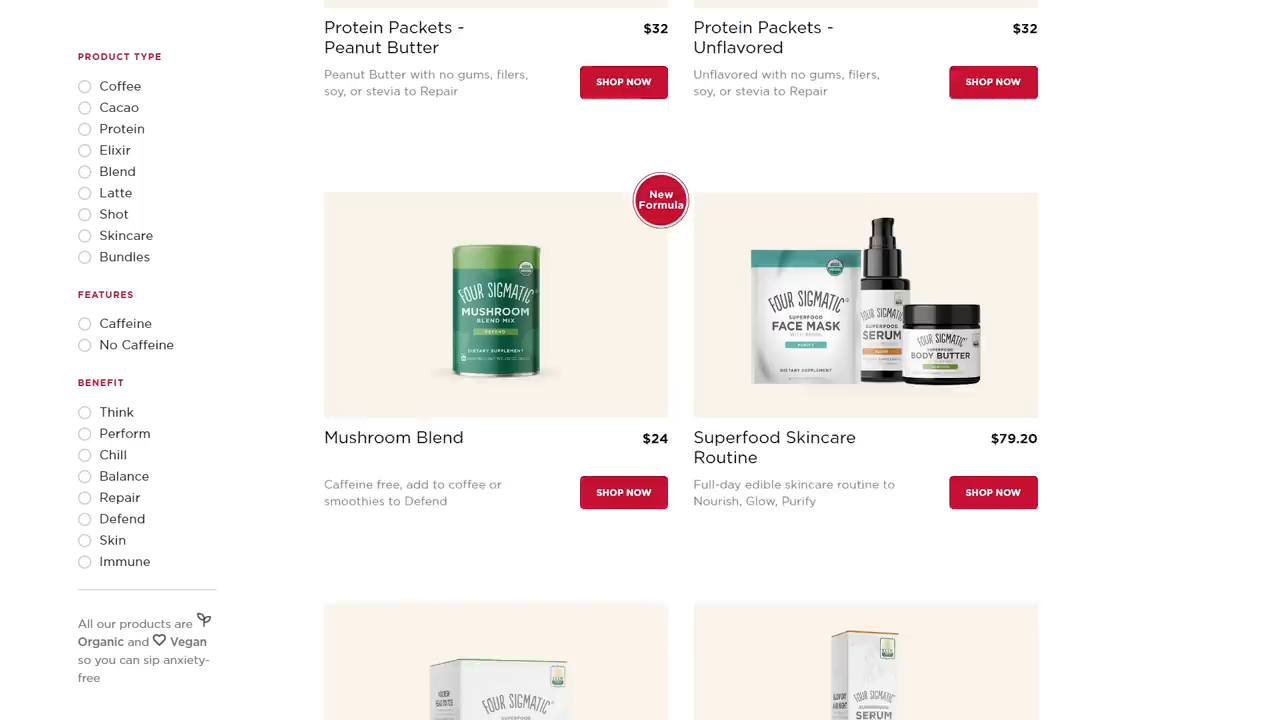 PRODUCT TYPE
Coffee
Cacao
Protein
Elixir
Blend
Latte
Shot
Skincare
Bundles
FEATURES
Caffeine
No Caffeine
BENEFIT
Think
Perform
Chill
Balance
Repair
Defend
Skin
Immune
All our products are
Organic and Vegan
so you can sip anxiety-
free
Protein Packets -
Peanut Butter
$32
Peanut Butter with no gums, filers,
soy, or stevia to Repair
SHOP NOW
Protein Packets -
Unflavored
$32
Unflavored with no gums, filers,
soy, or stevia to Repair
SHOP NOW
New
Formula
FOUR SIGMATIC
MUSHROOM
BLEND MIX
DEFEND
DIETARY SUPPLEMENT
Mushroom Blend
$24
Caffeine free, add to coffee or
smoothies to Defend
SHOP NOW
FOUR SIGMATIC®
SUPERFOOD
FACE MASK
PURIFY
DIETARY SUPPLEMENT
FOUR SIGMATIC
SUPERFOOD
SERUM
FOUR SIGMATIC
SUPERFOOD
BODY BUTTER
Superfood Skincare
Routine
$79.20
Full-day edible skincare routine to
Nourish, Glow, Purify
SHOP NOW
FOUR SIGMATIC
SUPERFOOD
FOUR SIGMATIC
SUPERFOOD
SERUM